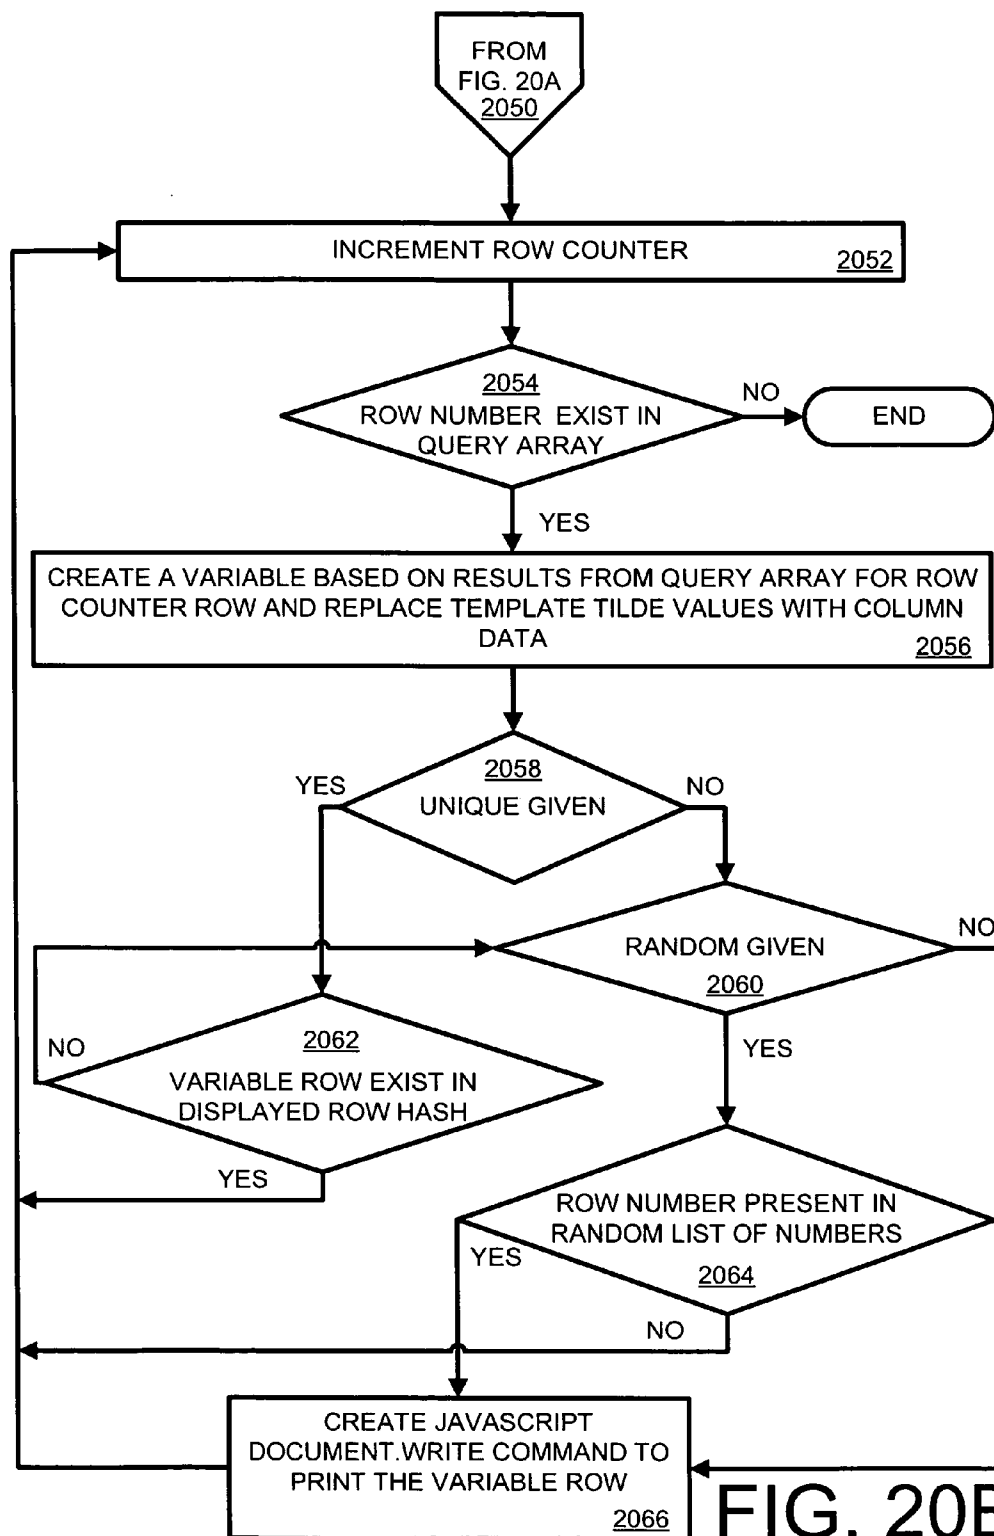 FROM
FIG. 20A
2050
INCREMENT ROW COUNTER
2052
2054
ROW NUMBER EXIST IN
QUERY ARRAY
NO
END
YES
CREATE A VARIABLE BASED ON RESULTS FROM QUERY ARRAY FOR ROW
COUNTER ROW AND REPLACE TEMPLATE TILDE VALUES WITH COLUMN
DATA
2056
YES
2058
UNIQUE GIVEN
NO
RANDOM GIVEN
2060
NO
NO
2062
VARIABLE ROW EXIST IN
DISPLAYED ROW HASH
YES
YES
ROW NUMBER PRESENT IN
RANDOM LIST OF NUMBERS
2064
YES
NO
CREATE JAVASCRIPT
DOCUMENT.WRITE COMMAND TO
PRINT THE VARIABLE ROW
2066
FIG. 20B